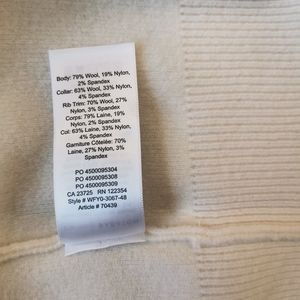 Body: 79% Wool, 19% Nylon,
2% Spandex
Collar: 63% Wool, 33% Nylon,
4% Spandex
Rib Trim: 70% Wool, 27%
Nylon, 3% Spandex
Corps: 79% Laine, 19%
Nylon, 2% Spandex
Col: 63% Laine, 33% Nylon,
4% Spandex
Garniture Côtelée: 70%
Laine, 27% Nylon, 3%
Spandex
PO 4500095304
PO 4500095308
PO 4500095309
CA 23725 RN 122354
Style # WFY0-3067-48
Article # 70439